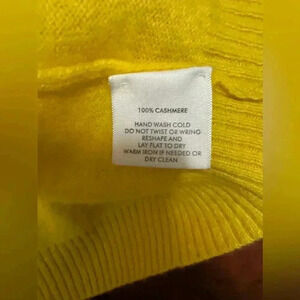 100% CASHMERE
HAND WASH COLD
DO NOT TWIST OR WRING
RESHAPE AND
LAY FLAT TO DRY
WARM IRON IF NEEDED OR
DRY CLEAN